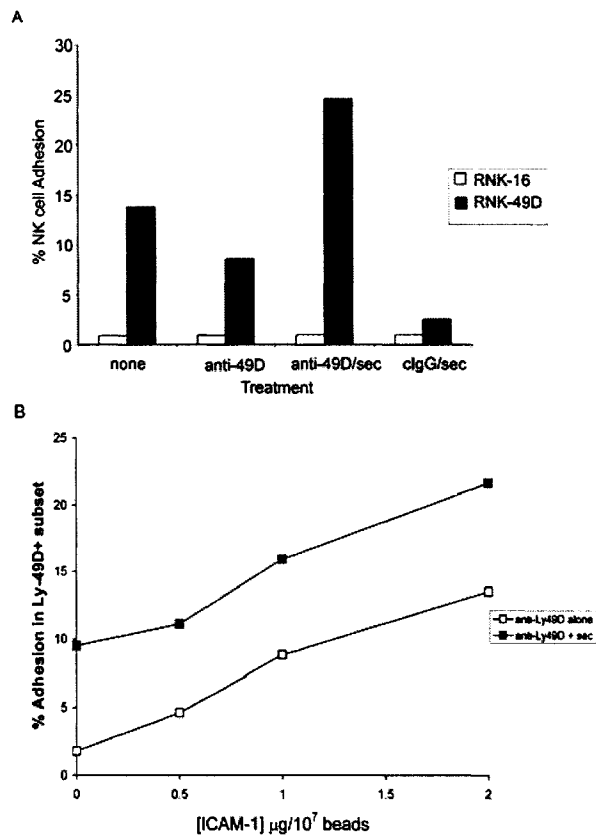 A
30
25
20
15
10
5
0
% NK cell Adhesion
RNK-16
RNK-49D
none anti-49D anti-49D/sec cIgG/sec
Treatment
B
25
20
15
10
5
0
% Adhesion in Ly-49D+ subset
anti-Ly49D alone
anti-Ly49D + sec
0 0.5 1 1.5 2
[ICAM-1] µg/10⁷ beads